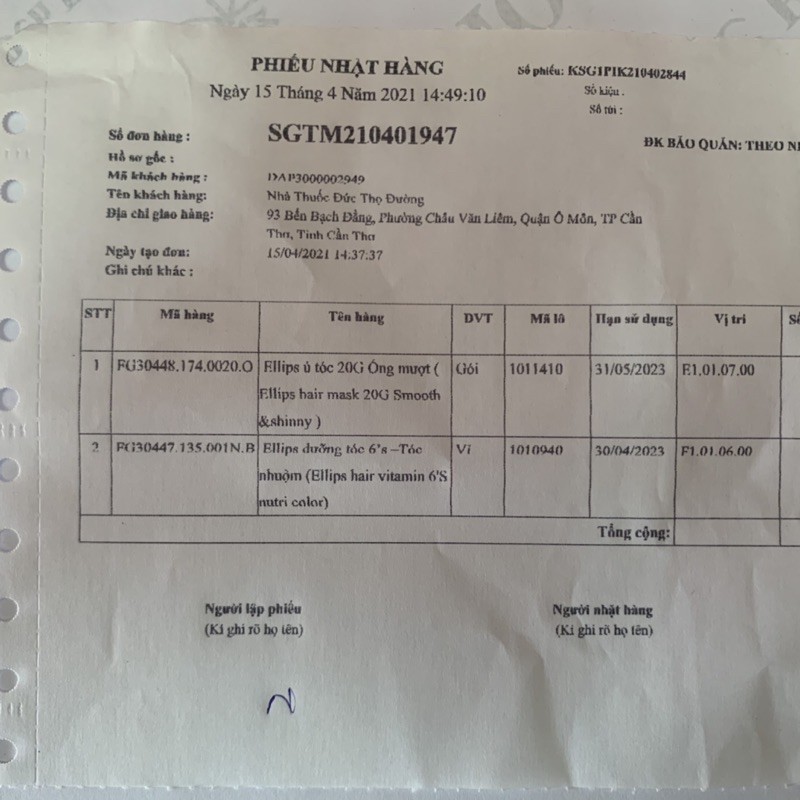 PHIẾU NHẬT HÀNG
Ngày 15 Tháng 4 Năm 2021 14:49:10
Số phiếu: KSG1PIK210402844
Số kiệu .
Số túi :
Số đơn hàng : SGTM210401947
ĐK BẢO QUẢN: THEO
Hồ sơ gốc :
Mã khách hàng : DAP3000002949
Tên khách hàng: Nhà Thuốc Đức Thọ Đường
Địa chỉ giao hàng: 93 Bến Bạch Đằng, Phường Châu Văn Liêm, Quận Ô Môn, TP Cần
Thơ, Tỉnh Cần Thơ
Ngày tạo đơn: 15/04/2021 14:37:37
Ghi chú khác :
STT Mã hàng Tên hàng DVT Mã lô Hạn sử dụng Vị trí
1 FG30448.174.0020.O Ellips ủ tóc 20G Óng mượt ( Gói 1011410 31/05/2023 E1.01.07.00
Ellips hair mask 20G Smooth
&shinny )
2 FG30447.135.001N.B Ellips dưỡng tóc 6's –Tóc Vỉ 1010940 30/04/2023 F1.01.06.00
nhuộm (Ellips hair vitamin 6'S
nutri color)
Tổng cộng:
Người lập phiếu Người nhặt hàng
(Kí ghi rõ họ tên) (Kí ghi rõ họ tên)